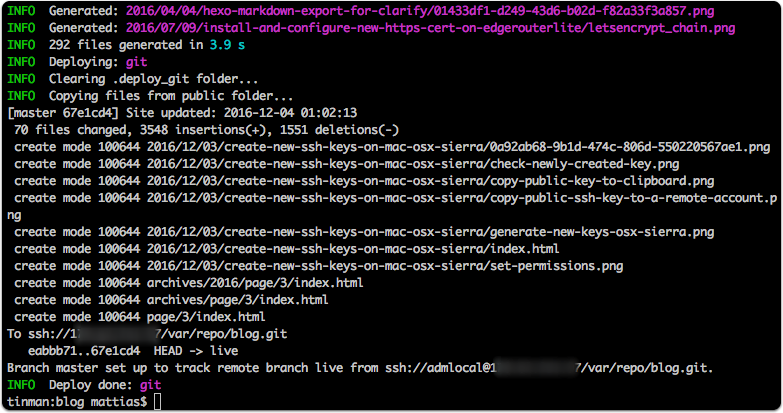 INFO  Generated: 2016/04/04/hexo-markdown-export-for-clarify/01433df1-d249-43d6-b02d-f82a33f3a857.png
INFO  Generated: 2016/07/09/install-and-configure-new-https-cert-on-edgerouterlite/letsencrypt_chain.png
INFO  292 files generated in 3.9 s
INFO  Deploying: git
INFO  Clearing .deploy_git folder...
INFO  Copying files from public folder...
[master 67e1cd4] Site updated: 2016-12-04 01:02:13
 70 files changed, 3548 insertions(+), 1551 deletions(-)
 create mode 100644 2016/12/03/create-new-ssh-keys-on-mac-osx-sierra/0a92ab68-9b1d-474c-806d-550220567ae1.png
 create mode 100644 2016/12/03/create-new-ssh-keys-on-mac-osx-sierra/check-newly-created-key.png
 create mode 100644 2016/12/03/create-new-ssh-keys-on-mac-osx-sierra/copy-public-key-to-clipboard.png
 create mode 100644 2016/12/03/create-new-ssh-keys-on-mac-osx-sierra/copy-public-ssh-key-to-a-remote-account.p
ng
 create mode 100644 2016/12/03/create-new-ssh-keys-on-mac-osx-sierra/generate-new-keys-osx-sierra.png
 create mode 100644 2016/12/03/create-new-ssh-keys-on-mac-osx-sierra/index.html
 create mode 100644 2016/12/03/create-new-ssh-keys-on-mac-osx-sierra/set-permissions.png
 create mode 100644 archives/2016/page/3/index.html
 create mode 100644 archives/page/3/index.html
 create mode 100644 page/3/index.html
To ssh://1 7/var/repo/blog.git
   eabbb71..67e1cd4  HEAD -> live
Branch master set up to track remote branch live from ssh://admlocal@1 7/var/repo/blog.git.
INFO  Deploy done: git
tinman:blog mattias$